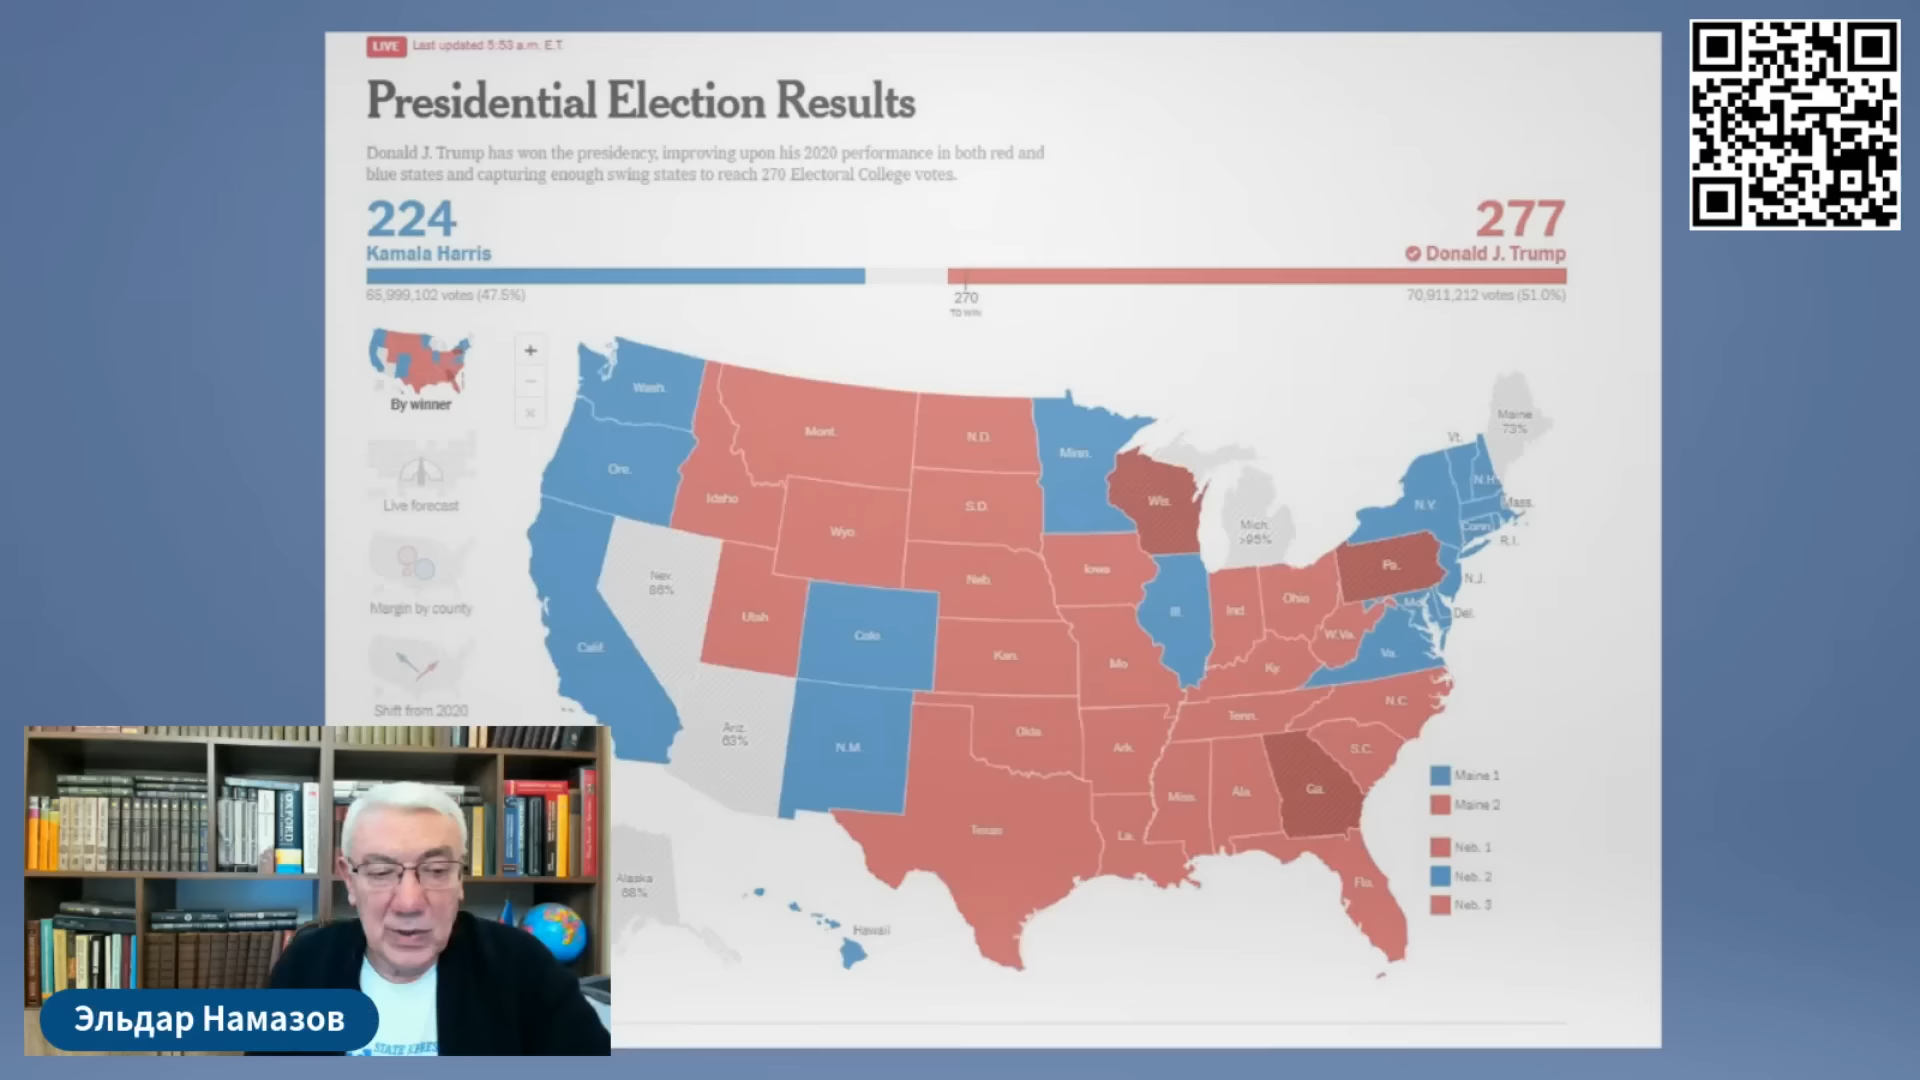 LIVE Last updated 5:53 a.m. E.T.
Presidential Election Results
Donald J. Trump has won the presidency, improving upon his 2020 performance in both red and
blue states and capturing enough swing states to reach 270 Electoral College votes.
224
277
Kamala Harris
Donald J. Trump
65,999,102 votes (47.5%)
270
TO WIN
70,911,212 votes (51.0%)
By winner
Live forecast
Margin by county
Shift from 2020
+
−
×
Wash.
Ore.
Calif.
Nev.
86%
Idaho
Mont.
Wyo.
Utah
Ariz.
63%
Colo.
N.M.
N.D.
S.D.
Neb.
Kan.
Okla.
Texas
Minn.
Iowa
Mo.
Ark.
La.
Wis.
Ill.
Mich.
>95%
Ind.
Ohio
Ky.
Tenn.
Miss.
Ala.
Ga.
Fla.
S.C.
N.C.
Va.
W.Va.
Pa.
Md.
Del.
N.J.
N.Y.
Conn.
R.I.
Mass.
Vt.
N.H.
Maine
73%
Alaska
68%
Hawaii
Maine 1
Maine 2
Neb. 1
Neb. 2
Neb. 3
OXFORD
Эльдар Намазов
STATE